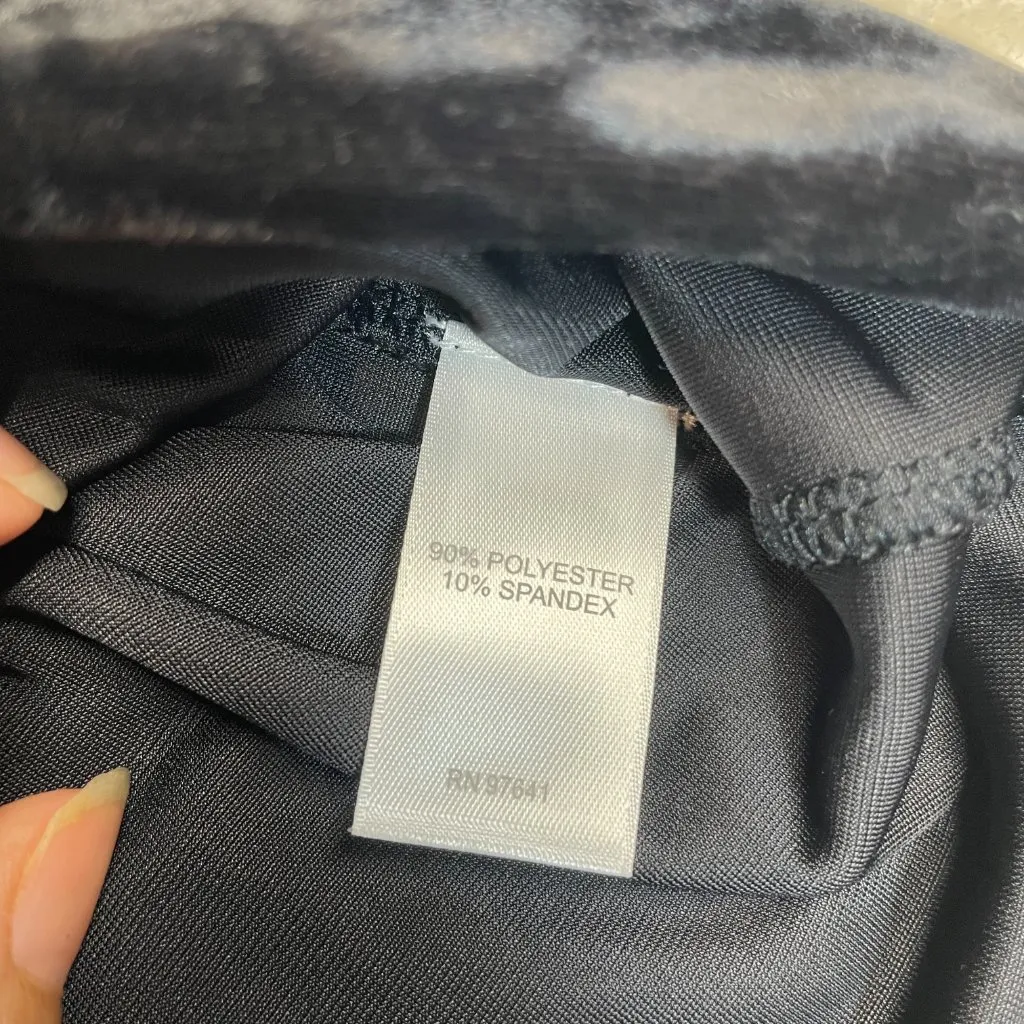 90% POLYESTER
10% SPANDEX
RN 97641